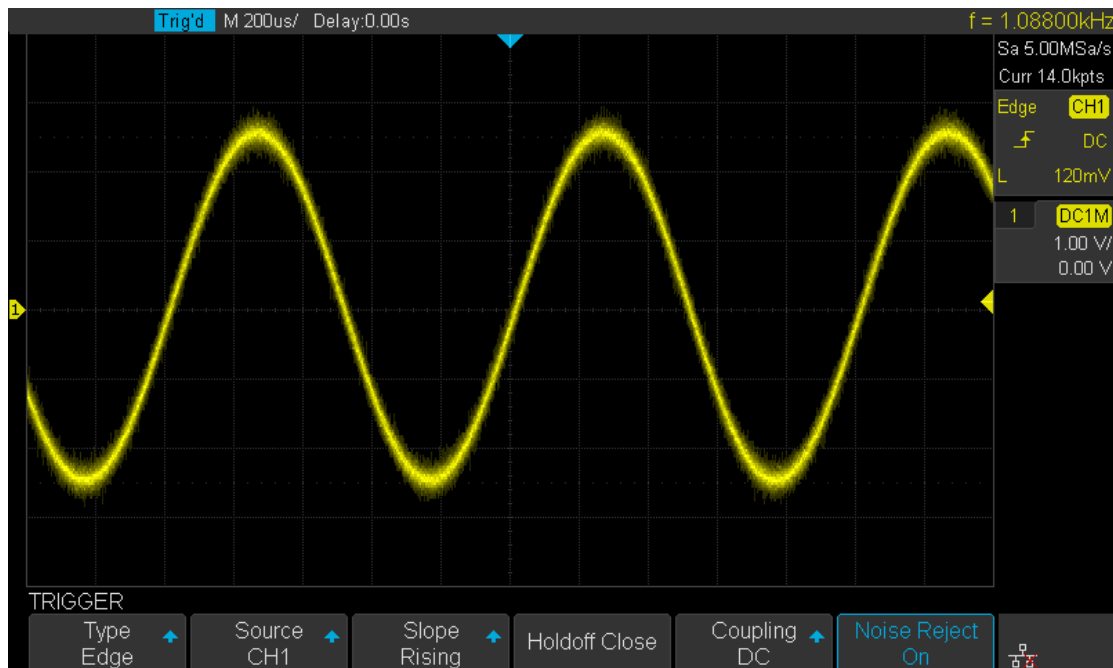 Trig'd M 200us/ Delay:0.00s f = 1.08800kHz
Sa 5.00MSa/s
Curr 14.0kpts
Edge CH1
DC
L 120mV
1 DC1M
1.00 V/
0.00 V
1
TRIGGER
Type Source Slope Holdoff Close Coupling Noise Reject
Edge CH1 Rising DC On